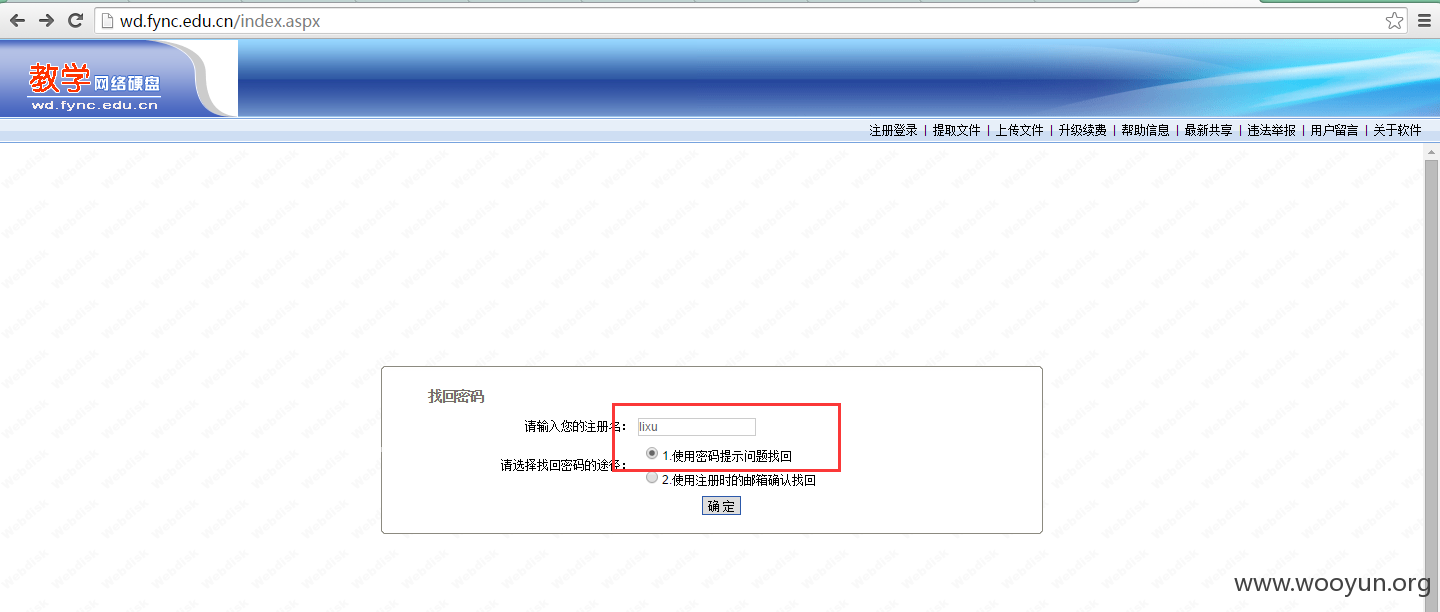 wd.fync.edu.cn/index.aspx
教学网络硬盘
wd.fync.edu.cn
注册登录 | 提取文件 | 上传文件 | 升级续费 | 帮助信息 | 最新共享 | 违法举报 | 用户留言 | 关于软件
找回密码
请输入您的注册名： lixu
请选择找回密码的途径：
1.使用密码提示问题找回
2.使用注册时的邮箱确认找回
确 定
www.wooyun.org